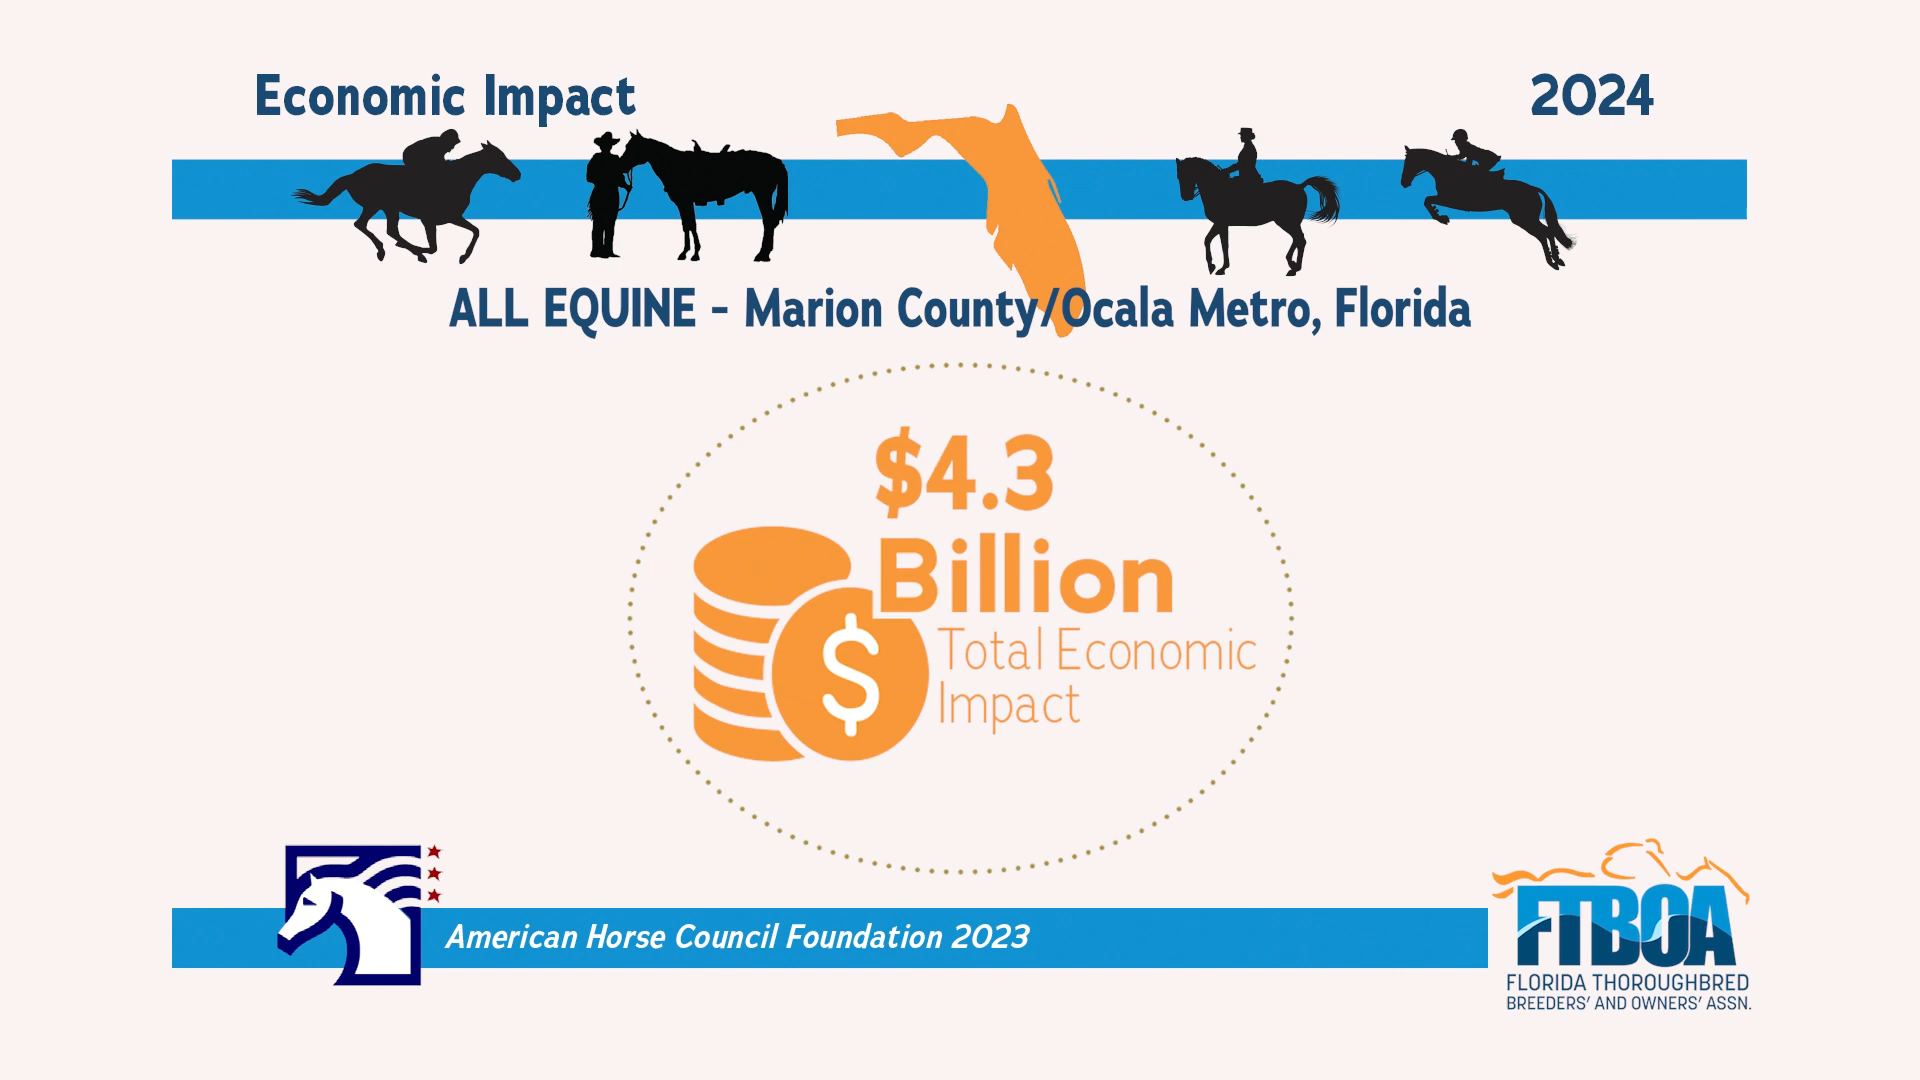 Economic Impact
2024
ALL EQUINE - Marion County/Ocala Metro, Florida
$4.3
Billion
Total Economic
Impact
$
American Horse Council Foundation 2023
FTBOA
FLORIDA THOROUGHBRED
BREEDERS' AND OWNERS' ASSN.